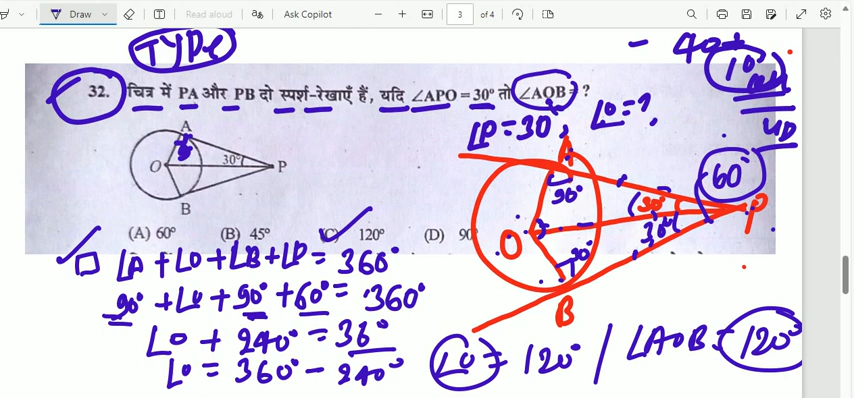 Draw
Read aloud
Ask Copilot
3 of 4
TYPE
- 40+
10
32. चित्र में PA और PB दो स्पर्श-रेखाएँ हैं, यदि ∠APO = 30° तो ∠AOB = ?
∠P = 30°, ∠O = ?
A
O
30°
P
B
A
90°
30°
30°
60°
P
O
90°
B
(A) 60° (B) 45° (C) 120° (D) 90°
□ ∠A + ∠O + ∠B + ∠P = 360°
90° + ∠O + 90° + 60° = 360°
∠O + 240° = 36°
∠O = 360° - 240°
∠O = 120° / ∠AOB = 120°